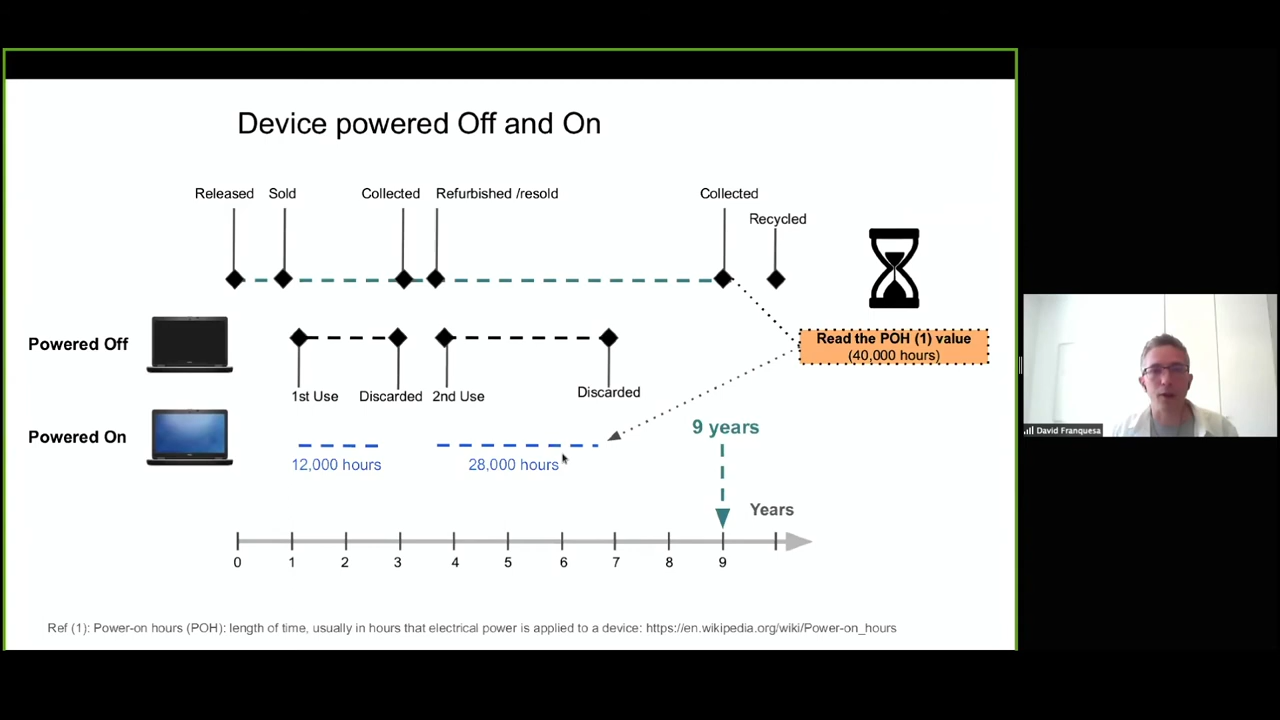 Device powered Off and On
Released Sold Collected Refurbished /resold Collected
Recycled
Powered Off
Read the POH (1) value
(40,000 hours)
1st Use Discarded 2nd Use Discarded
Powered On
9 years
12,000 hours 28,000 hours
Years
0 1 2 3 4 5 6 7 8 9
Ref (1): Power-on hours (POH): length of time, usually in hours that electrical power is applied to a device: https://en.wikipedia.org/wiki/Power-on_hours
David Franquesa